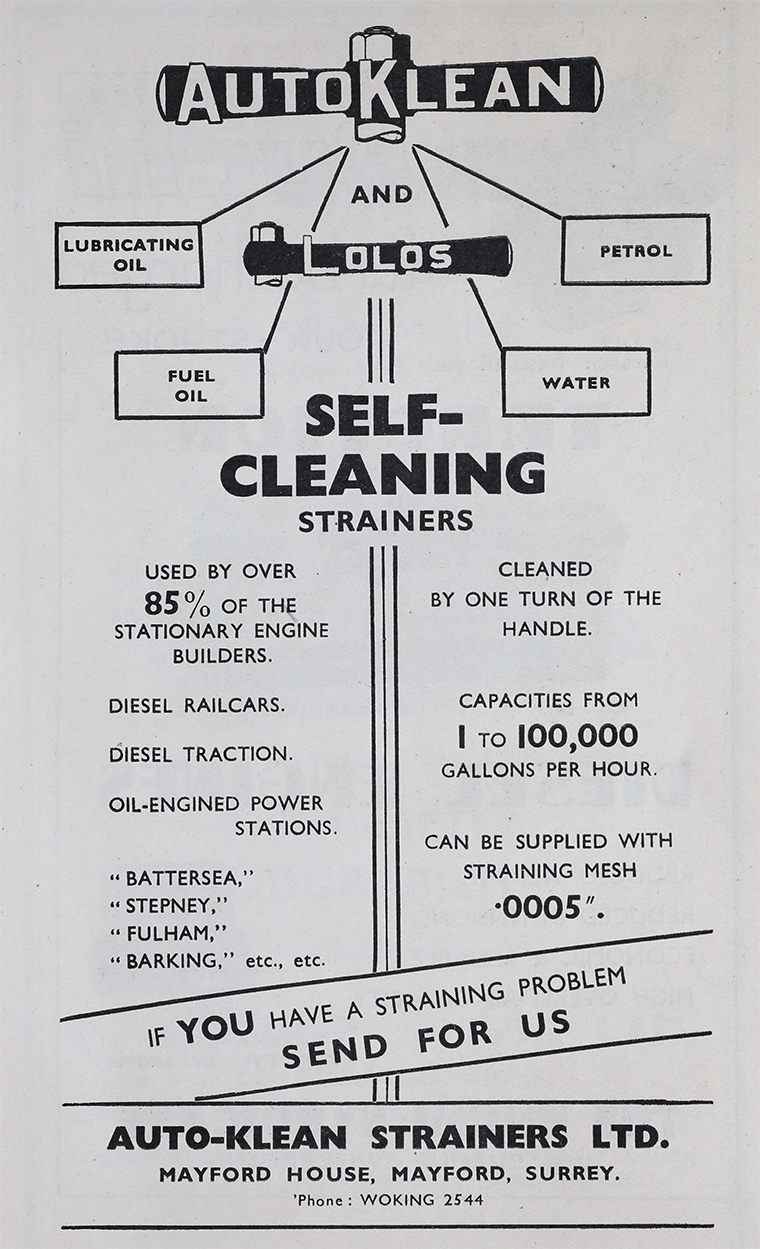 AUTOKLEAN
AND
LOLOS
LUBRICATING
OIL
PETROL
FUEL
OIL
WATER
SELF-
CLEANING
STRAINERS
USED BY OVER
85% OF THE
STATIONARY ENGINE
BUILDERS.
DIESEL RAILCARS.
DIESEL TRACTION.
OIL-ENGINED POWER
STATIONS.
“ BATTERSEA,”
“ STEPNEY,”
“ FULHAM,”
“ BARKING,” etc., etc.
CLEANED
BY ONE TURN OF THE
HANDLE.
CAPACITIES FROM
1 TO 100,000
GALLONS PER HOUR.
CAN BE SUPPLIED WITH
STRAINING MESH
·0005″.
IF YOU HAVE A STRAINING PROBLEM
SEND FOR US
AUTO-KLEAN STRAINERS LTD.
MAYFORD HOUSE, MAYFORD, SURREY.
'Phone : WOKING 2544